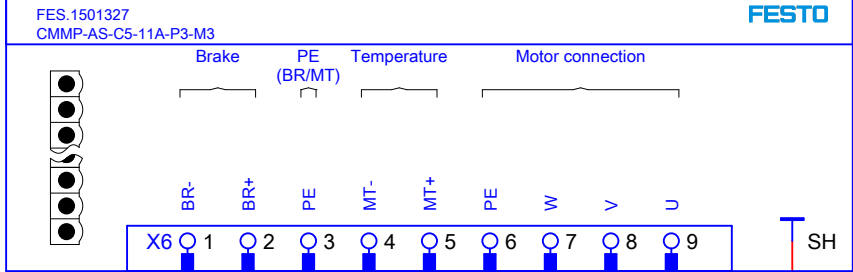 FES.1501327
CMMP-AS-C5-11A-P3-M3
FESTO
Brake PE Temperature Motor connection
(BR/MT)
BR- BR+ PE MT- MT+ PE W V U
X6 1 2 3 4 5 6 7 8 9 SH